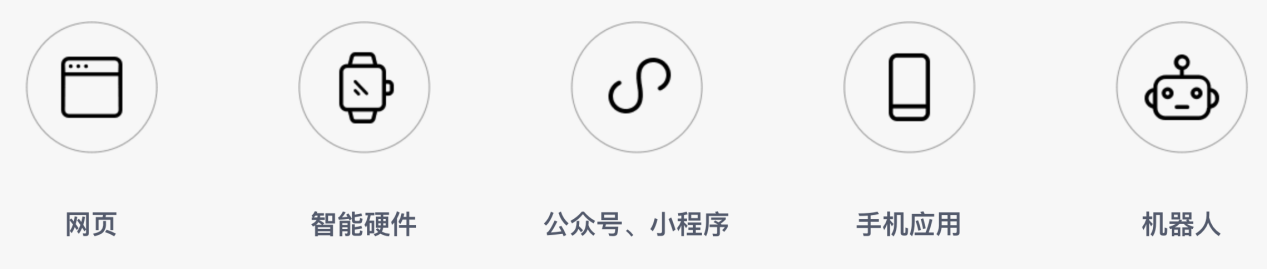 网页
智能硬件
公众号、小程序
手机应用
机器人